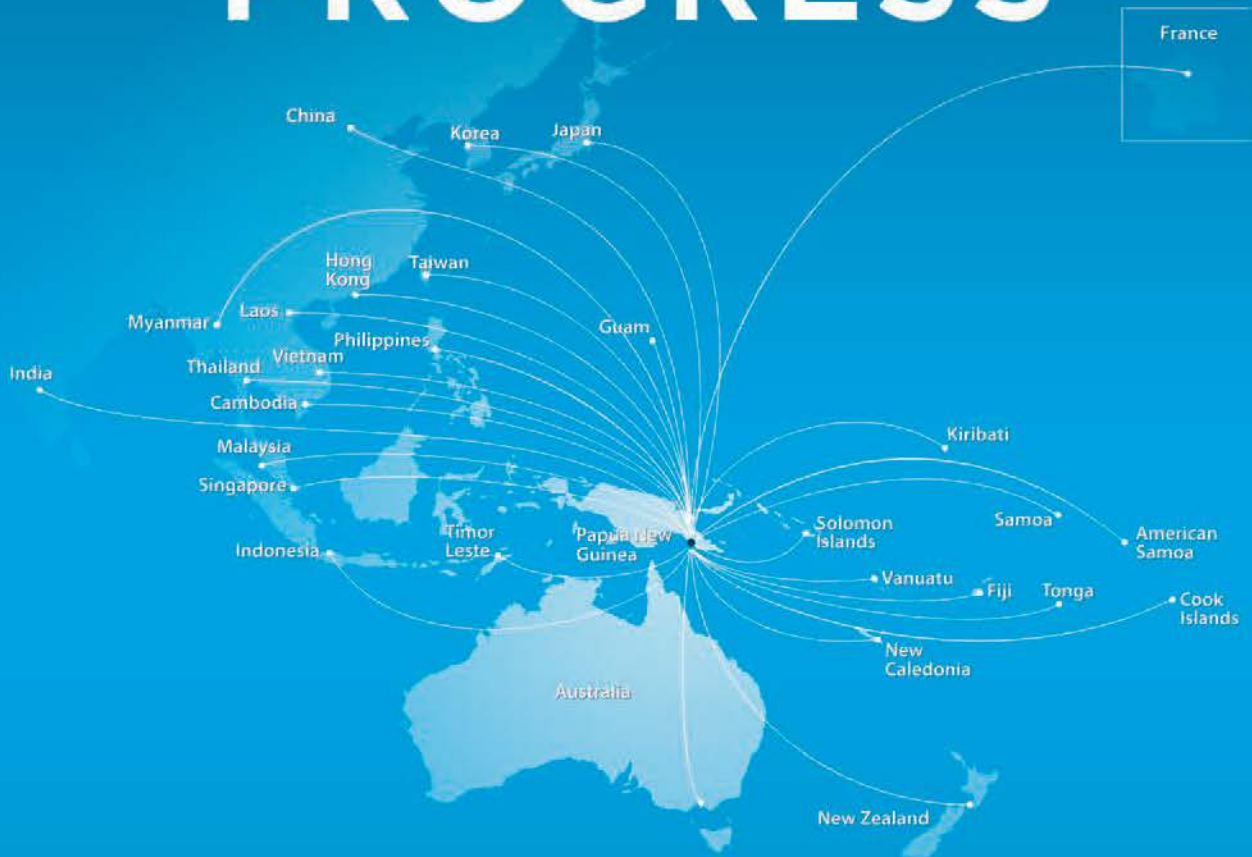 PROGRESS
France
China
Korea
Japan
Hong
Kong
Taiwan
Myanmar
Laos
Guam
Philippines
Vietnam
Thailand
India
Cambodia
Kiribati
Malaysia
Singapore
Samoa
Solomon
Islands
American
Samoa
Timor
Leste
Papua New
Guinea
Indonesia
Vanuatu
Fiji
Tonga
Cook
Islands
New
Caledonia
Australia
New Zealand